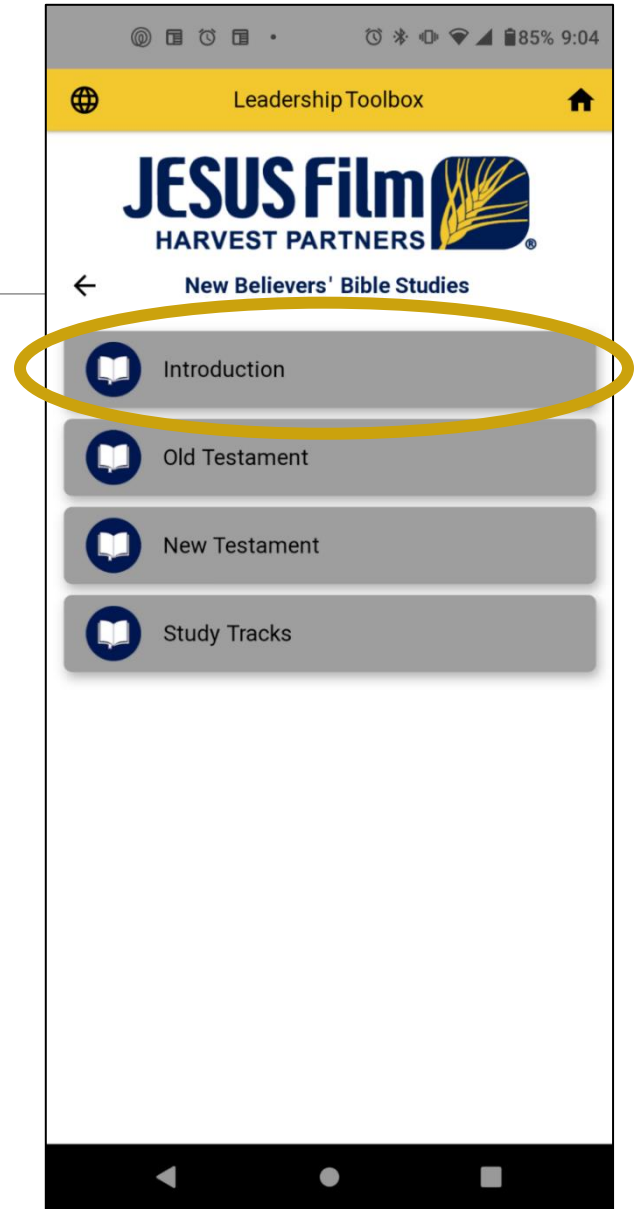 85% 9:04
Leadership Toolbox
JESUS Film
HARVEST PARTNERS
®
New Believers' Bible Studies
Introduction
Old Testament
New Testament
Study Tracks